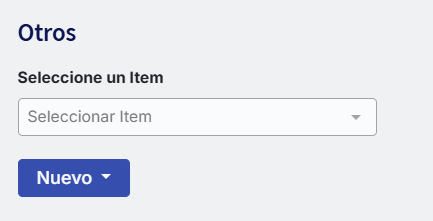 Otros
Seleccione un Item
Seleccionar Item
Nuevo